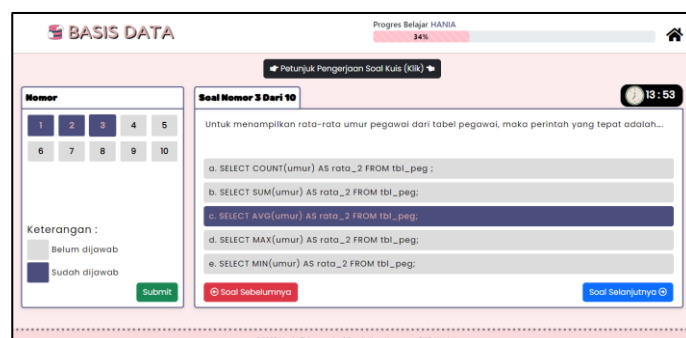 BASIS DATA
Progres Belajar HANIA
34%
Petunjuk Pengerjaan Soal Kuis (Klik)
Nomor
1 2 3 4 5
6 7 8 9 10
Keterangan :
Belum dijawab
Sudah dijawab
Submit
Soal Nomor 3 Dari 10
13 : 53
Untuk menampilkan rata-rata umur pegawai dari tabel pegawai, maka perintah yang tepat adalah....
a. SELECT COUNT(umur) AS rata_2 FROM tbl_peg ;
b. SELECT SUM(umur) AS rata_2 FROM tbl_peg;
c. SELECT AVG(umur) AS rata_2 FROM tbl_peg;
d. SELECT MAX(umur) AS rata_2 FROM tbl_peg;
e. SELECT MIN(umur) AS rata_2 FROM tbl_peg;
Soal Sebelumnya
Soal Selanjutnya